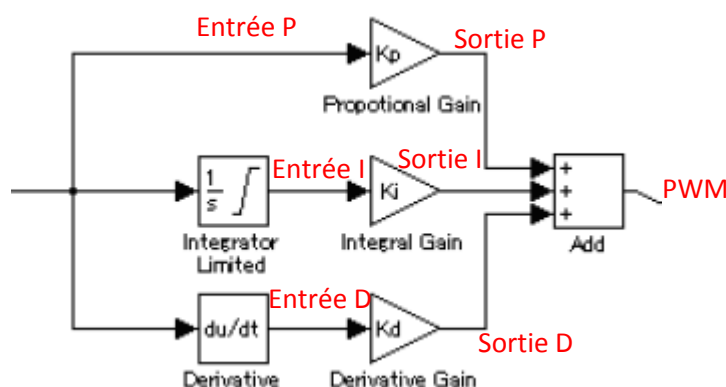 Entrée P
Sortie P
Kp
Propotional Gain
Entrée I
Sortie I
1
s
Ki
Integrator
Limited
Integral Gain
+
+
+
PWM
Add
Entrée D
du/dt
Kd
Sortie D
Derivative
Derivative Gain